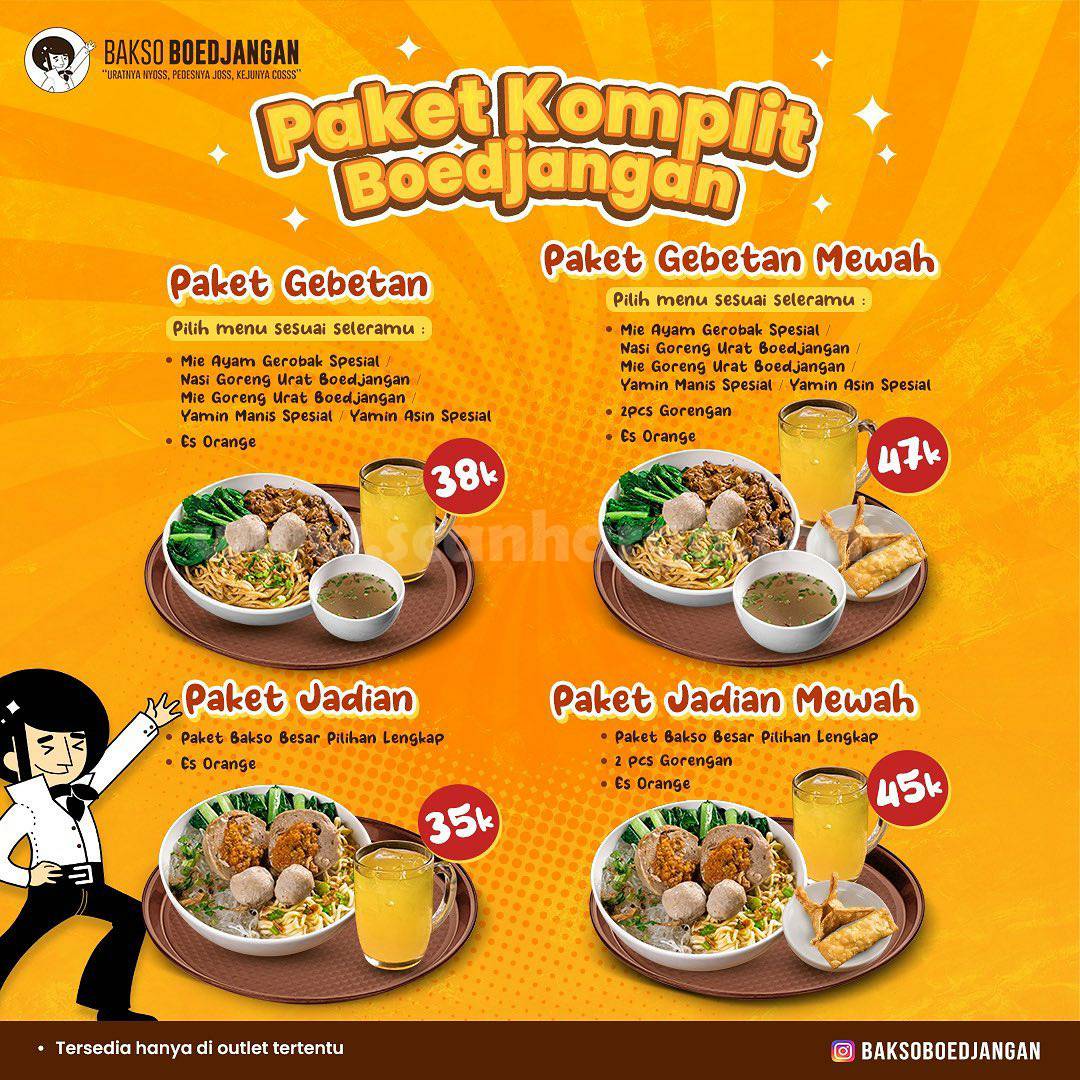 BAKSO BOEDJANGAN
"URATNYA NYOSS, PEDESNYA JOSS, KEJUNYA COSSS"
Paket Komplit
Boedjangan
Paket Gebetan
Pilih menu sesuai seleramu :
• Mie Ayam Gerobak Spesial /
Nasi Goreng Urat Boedjangan /
Mie Goreng Urat Boedjangan /
Yamin Manis Spesial / Yamin Asin Spesial
• Es Orange
38k
Paket Gebetan Mewah
Pilih menu sesuai seleramu :
• Mie Ayam Gerobak Spesial /
Nasi Goreng Urat Boedjangan /
Mie Goreng Urat Boedjangan /
Yamin Manis Spesial / Yamin Asin Spesial
• 2pcs Gorengan
• Es Orange
47k
Paket Jadian
• Paket Bakso Besar Pilihan Lengkap
• Es Orange
35k
Paket Jadian Mewah
• Paket Bakso Besar Pilihan Lengkap
• 2 pcs Gorengan
• Es Orange
45k
• Tersedia hanya di outlet tertentu
BAKSOBOEDJANGAN